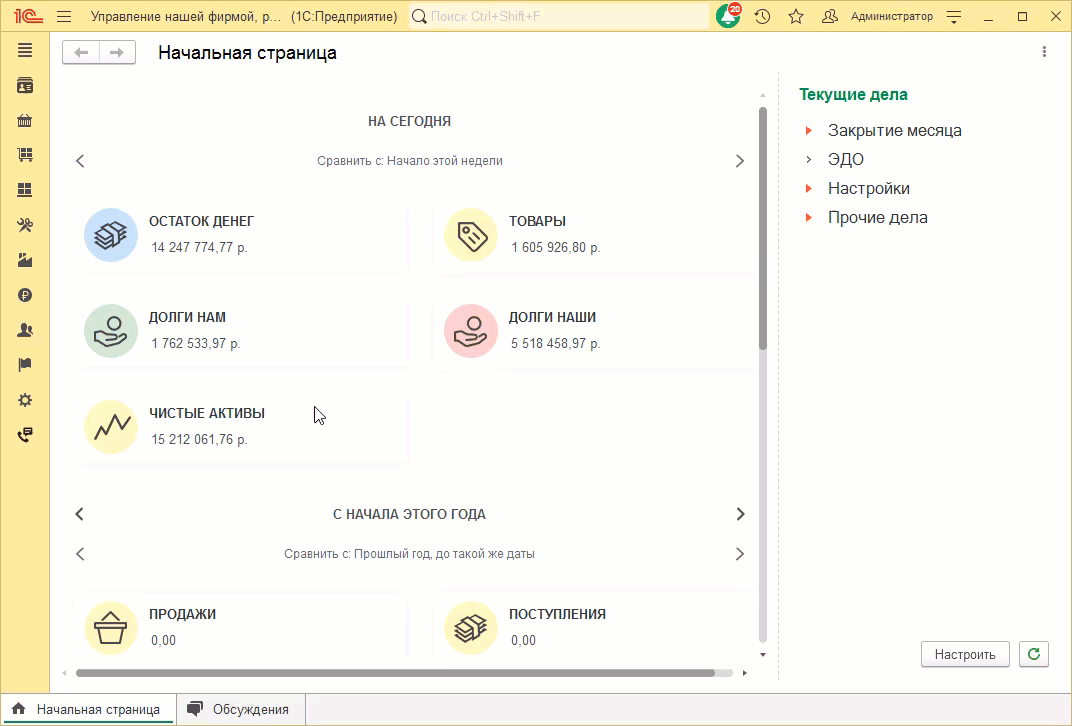 1С Управление нашей фирмой, р... (1С:Предприятие) Поиск Ctrl+Shift+F 20 Администратор
Начальная страница
НА СЕГОДНЯ
Сравнить с: Начало этой недели
ОСТАТОК ДЕНЕГ
14 247 774,77 р.
ТОВАРЫ
1 605 926,80 р.
ДОЛГИ НАМ
1 762 533,97 р.
ДОЛГИ НАШИ
5 518 458,97 р.
ЧИСТЫЕ АКТИВЫ
15 212 061,76 р.
С НАЧАЛА ЭТОГО ГОДА
Сравнить с: Прошлый год, до такой же даты
ПРОДАЖИ
0,00
ПОСТУПЛЕНИЯ
0,00
Текущие дела
Закрытие месяца
ЭДО
Настройки
Прочие дела
Настроить
Начальная страница Обсуждения